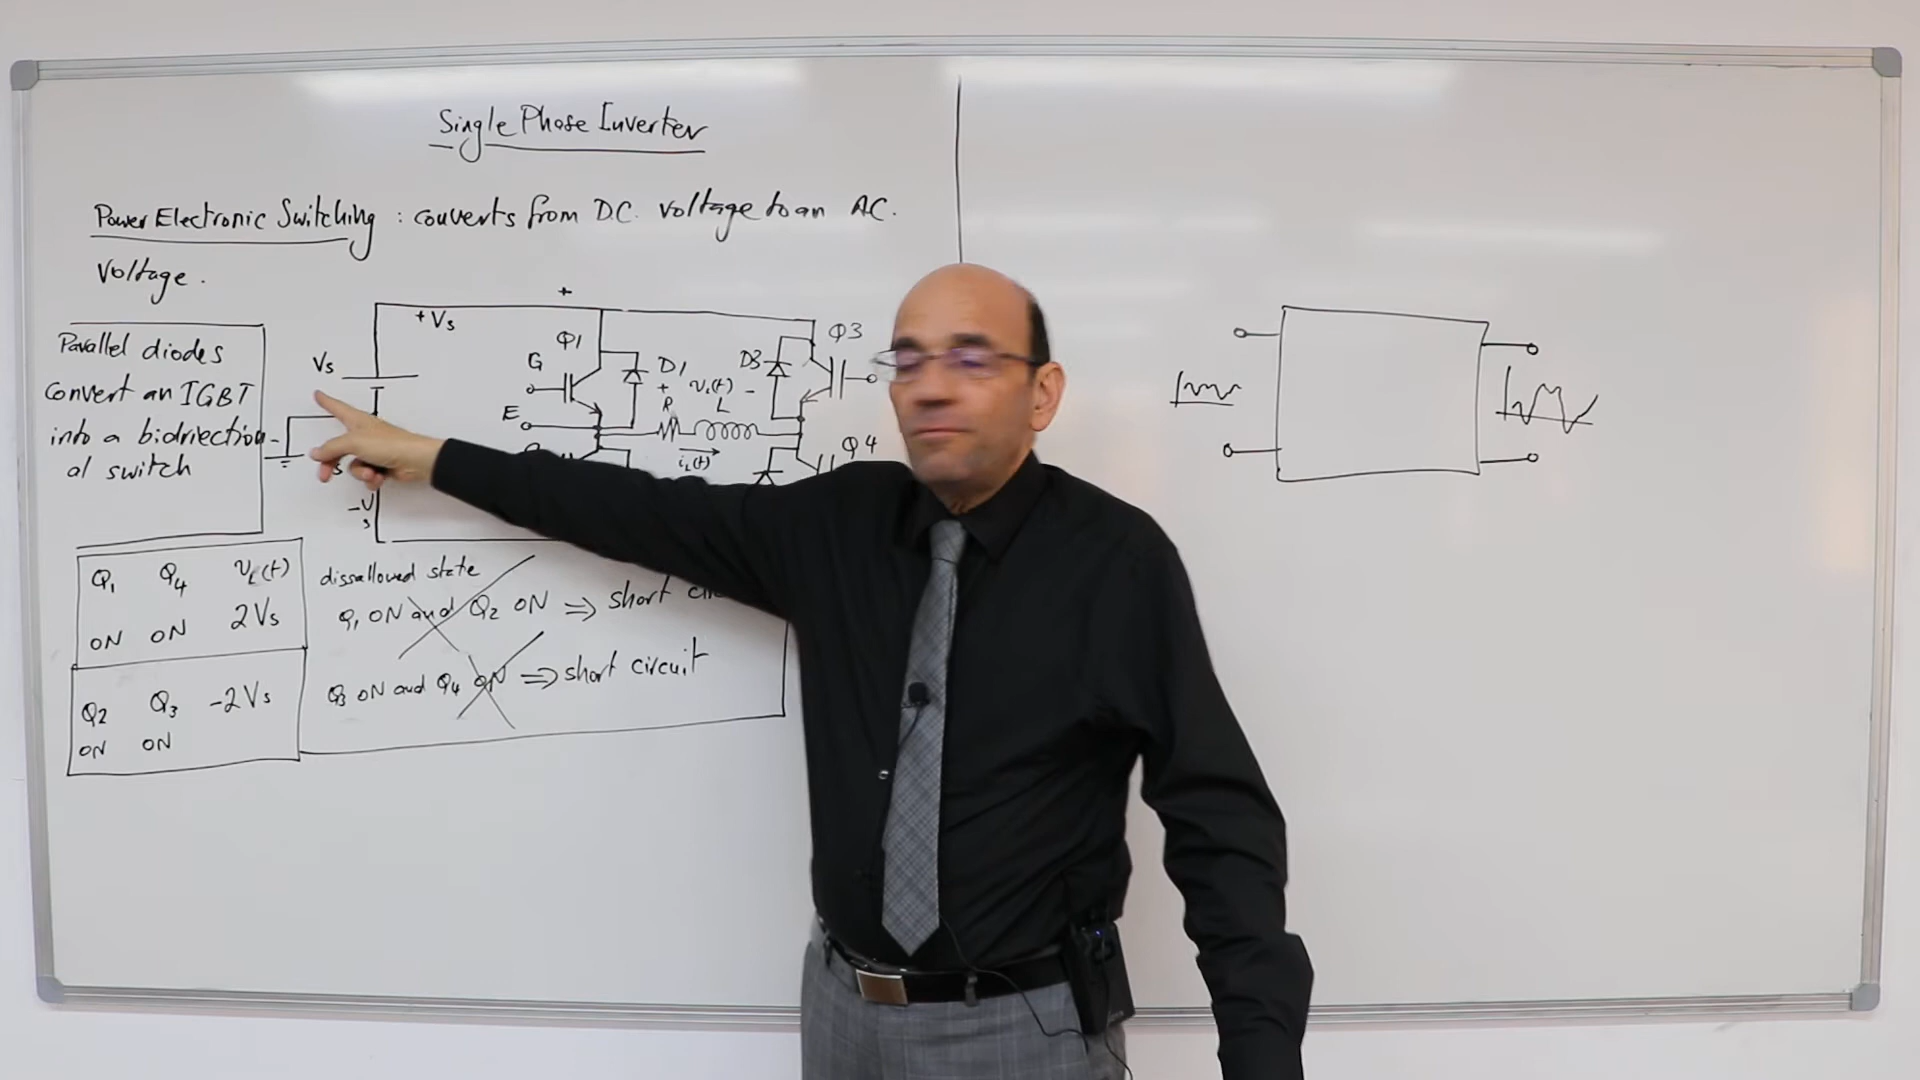 Single Phase Inverter
Power Electronic Switching : converts from D.C. voltage to an AC.
Voltage.
Parallel diodes
convert an IGBT
into a bidriection-
al switch
Vs
+Vs
+
Q1
G
E
D1
+ vL(t) -
R L
iL(t)
D3
Q3
Q4
s
-Vs
Q1 Q4 vL(t)
ON ON 2Vs
Q2 Q3 -2Vs
ON ON
dissallowed state
Q1 ON and Q2 ON ⇒ short
Q3 ON and Q4 ON ⇒ short circuit